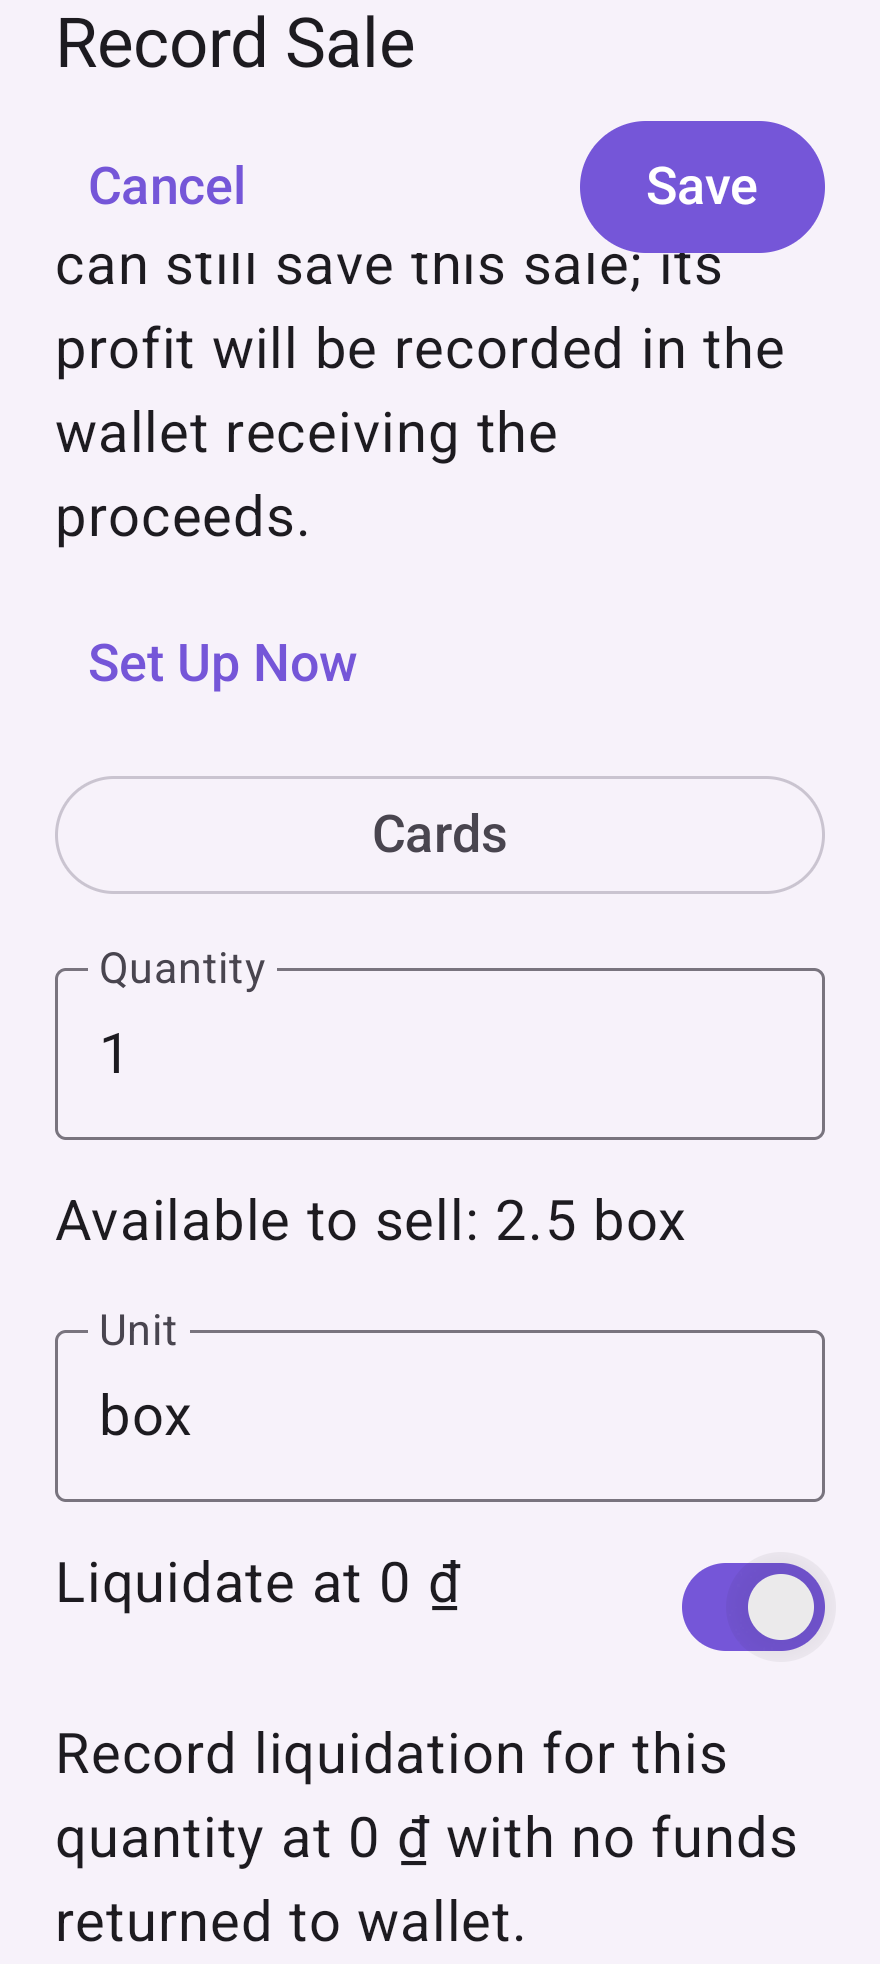 Record Sale
Cancel
Save
can still save this sale; its
profit will be recorded in the
wallet receiving the
proceeds.
Set Up Now
Cards
Quantity
1
Available to sell: 2.5 box
Unit
box
Liquidate at 0 ₫
Record liquidation for this
quantity at 0 ₫ with no funds
returned to wallet.